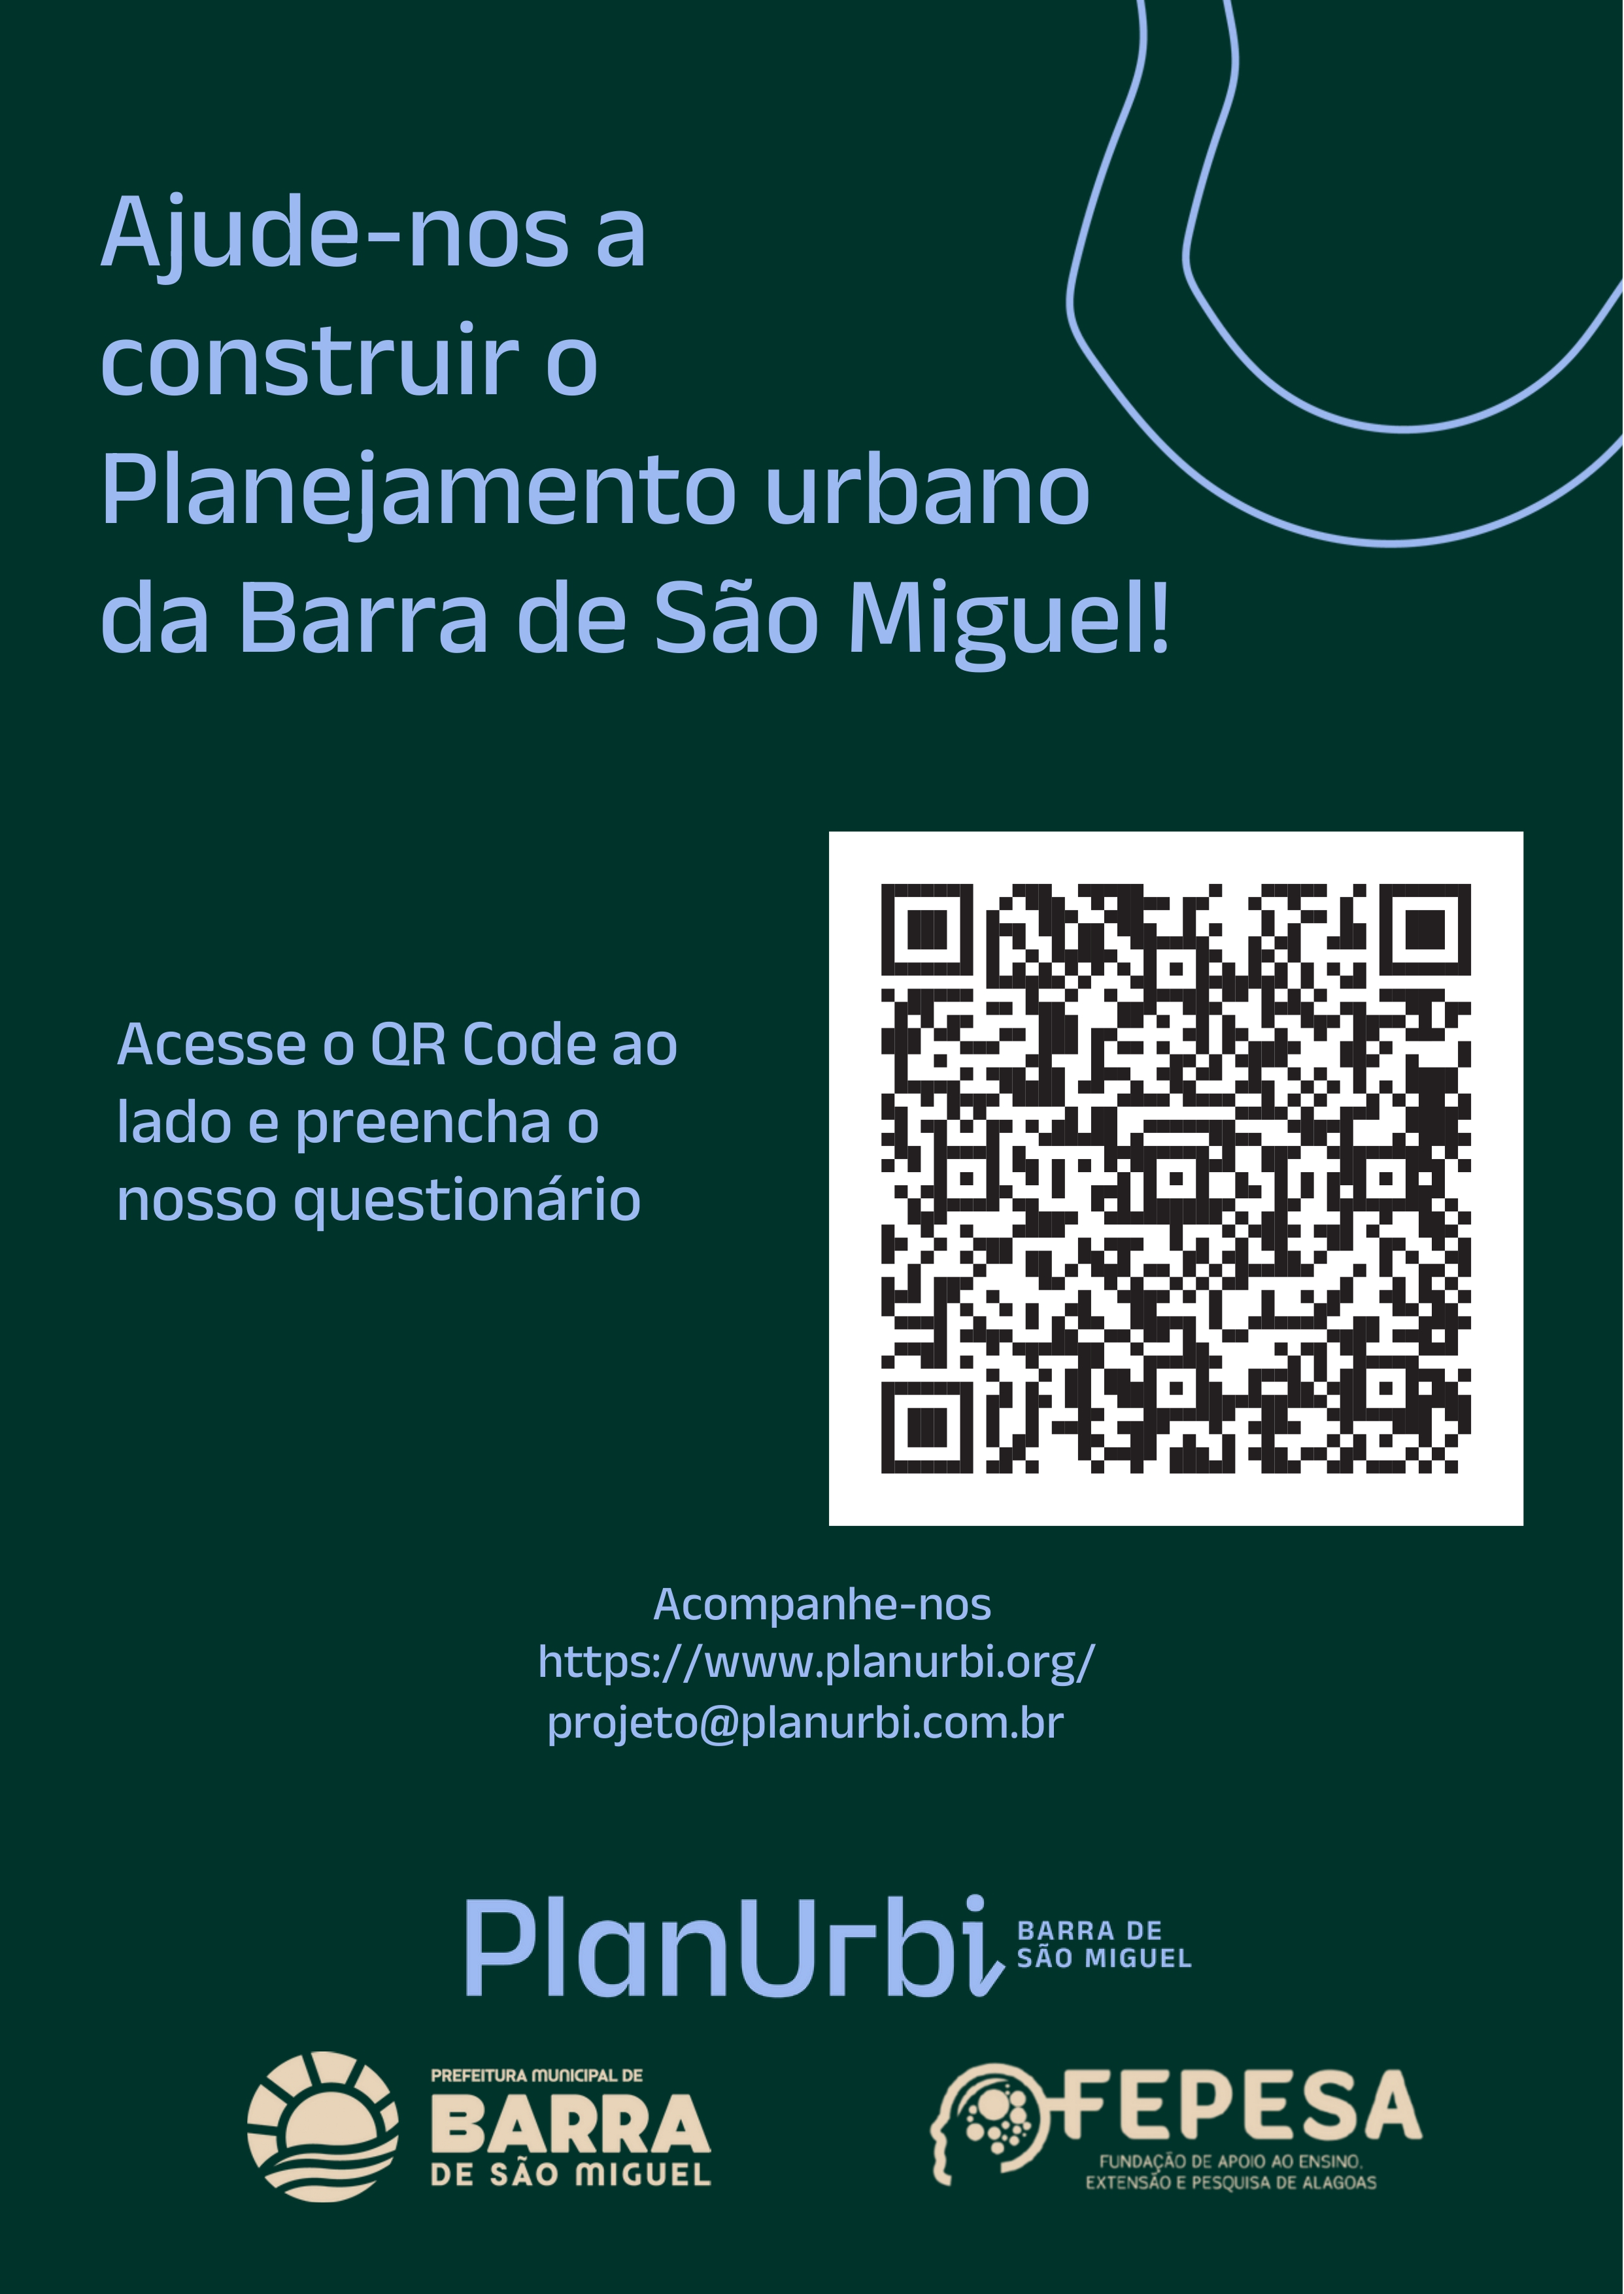 Ajude-nos a
construir o
Planejamento urbano
da Barra de São Miguel!
Acesse o QR Code ao
lado e preencha o
nosso questionário
Acompanhe-nos
https://www.planurbi.org/
projeto@planurbi.com.br
PlanUrbi
BARRA DE
SÃO MIGUEL
PREFEITURA MUNICIPAL DE
BARRA
DE SÃO MIGUEL
FEPESA
FUNDAÇÃO DE APOIO AO ENSINO,
EXTENSÃO E PESQUISA DE ALAGOAS